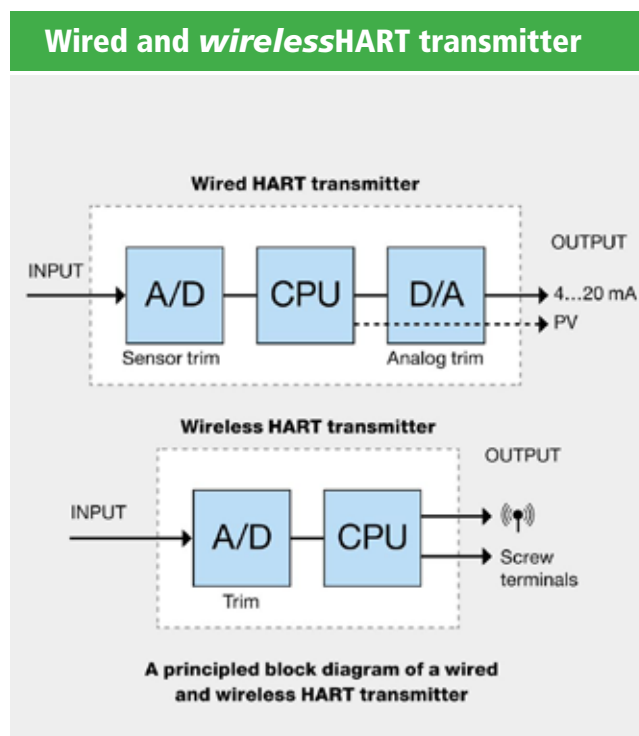 Wired and wirelessHART transmitter
Wired HART transmitter
OUTPUT
INPUT
A/D
CPU
D/A
4...20 mA
PV
Sensor trim
Analog trim
Wireless HART transmitter
OUTPUT
INPUT
A/D
CPU
Screw
terminals
Trim
A principled block diagram of a wired
and wireless HART transmitter